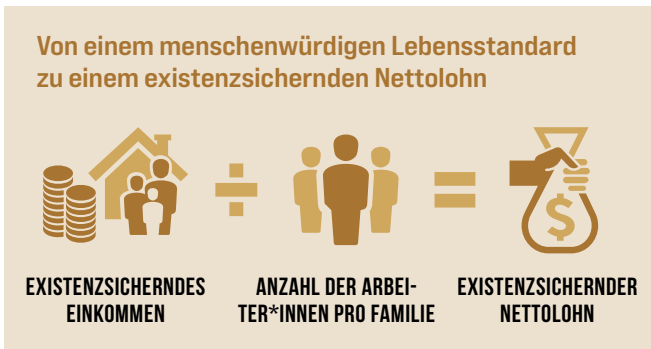 Von einem menschenwürdigen Lebensstandard
zu einem existenzsichernden Nettolohn
÷
=
$
EXISTENZSICHERNDES
EINKOMMEN
ANZAHL DER ARBEI-
TER*INNEN PRO FAMILIE
EXISTENZSICHERNDER
NETTOLOHN